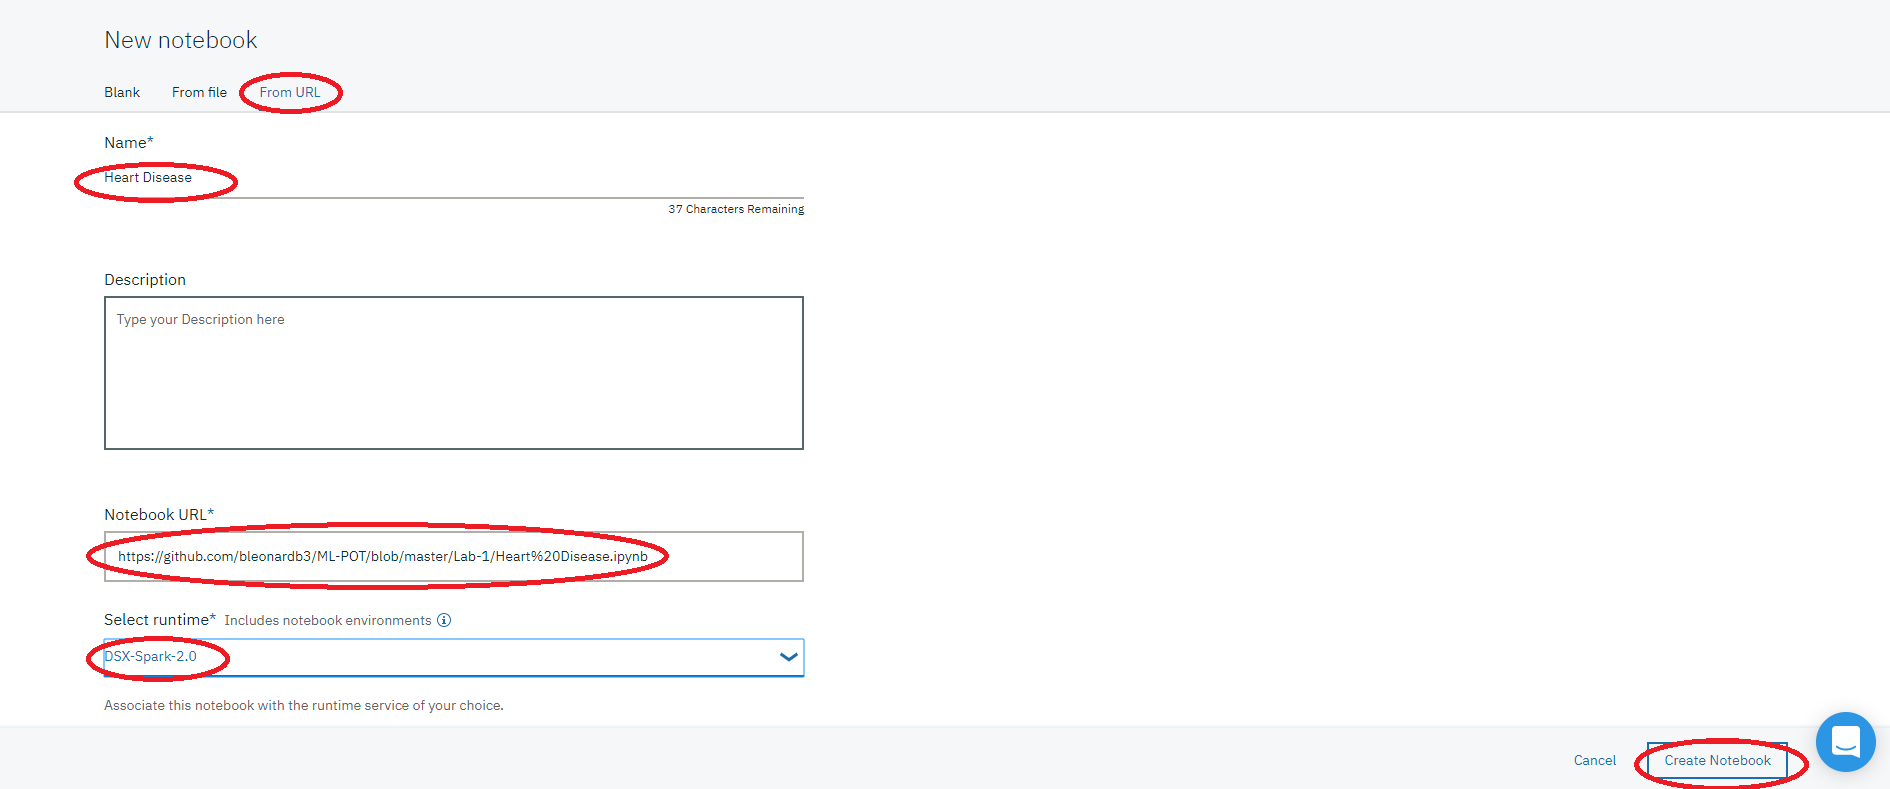 New notebook
Blank From file From URL
Name*
Heart Disease
37 Characters Remaining
Description
Type your Description here
Notebook URL*
https://github.com/bleonardb3/ML-POT/blob/master/Lab-1/Heart%20Disease.ipynb
Select runtime* Includes notebook environments
DSX-Spark-2.0
Associate this notebook with the runtime service of your choice.
Cancel Create Notebook